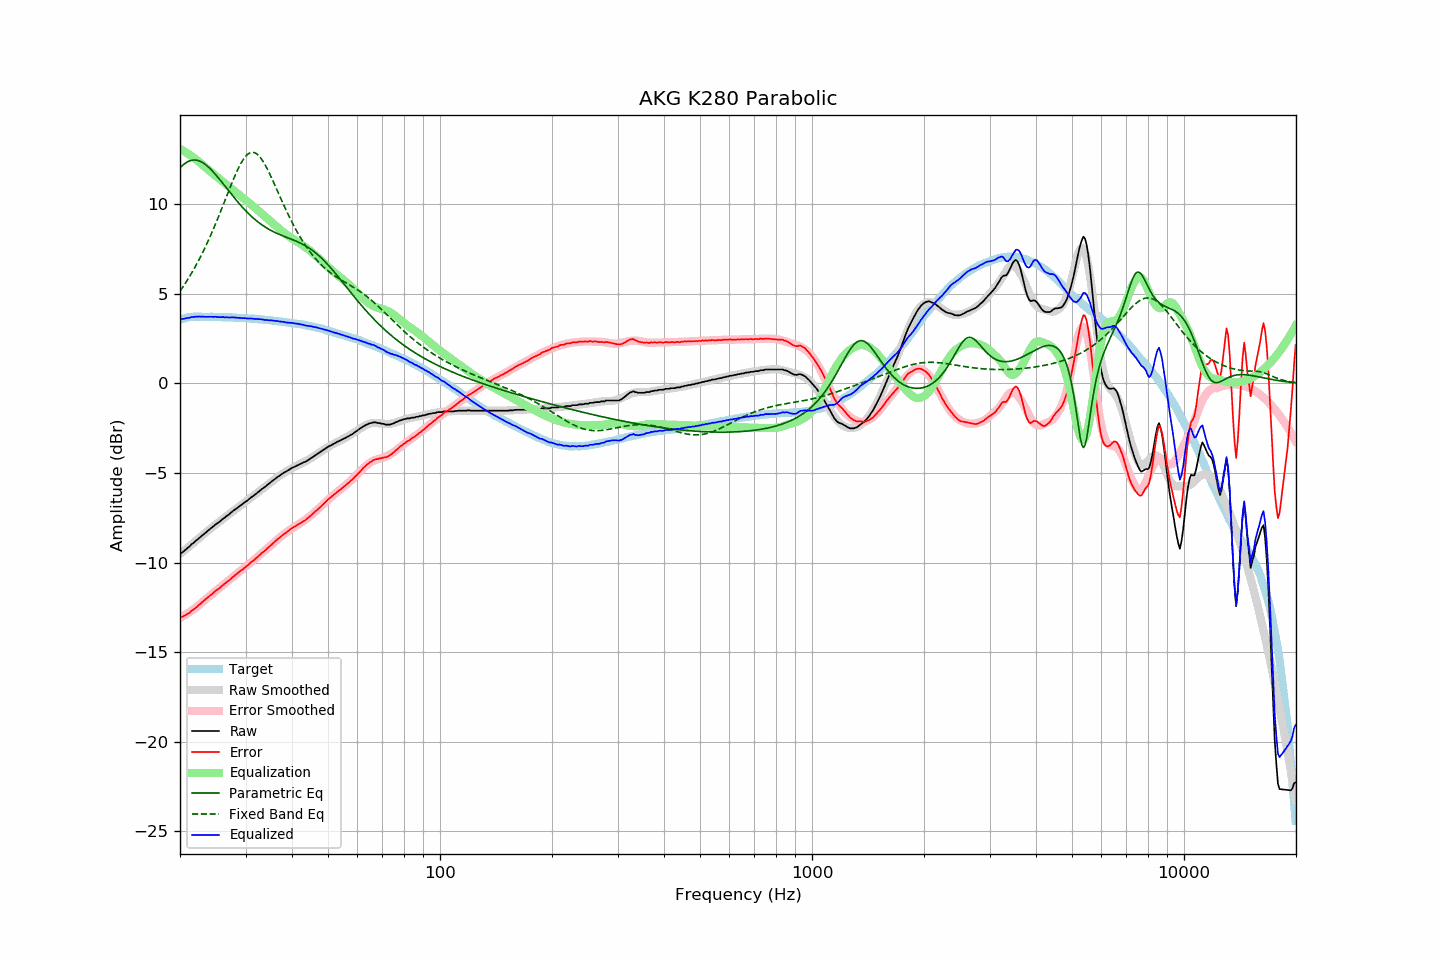 AKG K280 Parabolic
Amplitude (dBr)
10
5
0
−5
−10
−15
−20
−25
Target
Raw Smoothed
Error Smoothed
Raw
Error
Equalization
Parametric Eq
Fixed Band Eq
Equalized
100
1000
10000
Frequency (Hz)